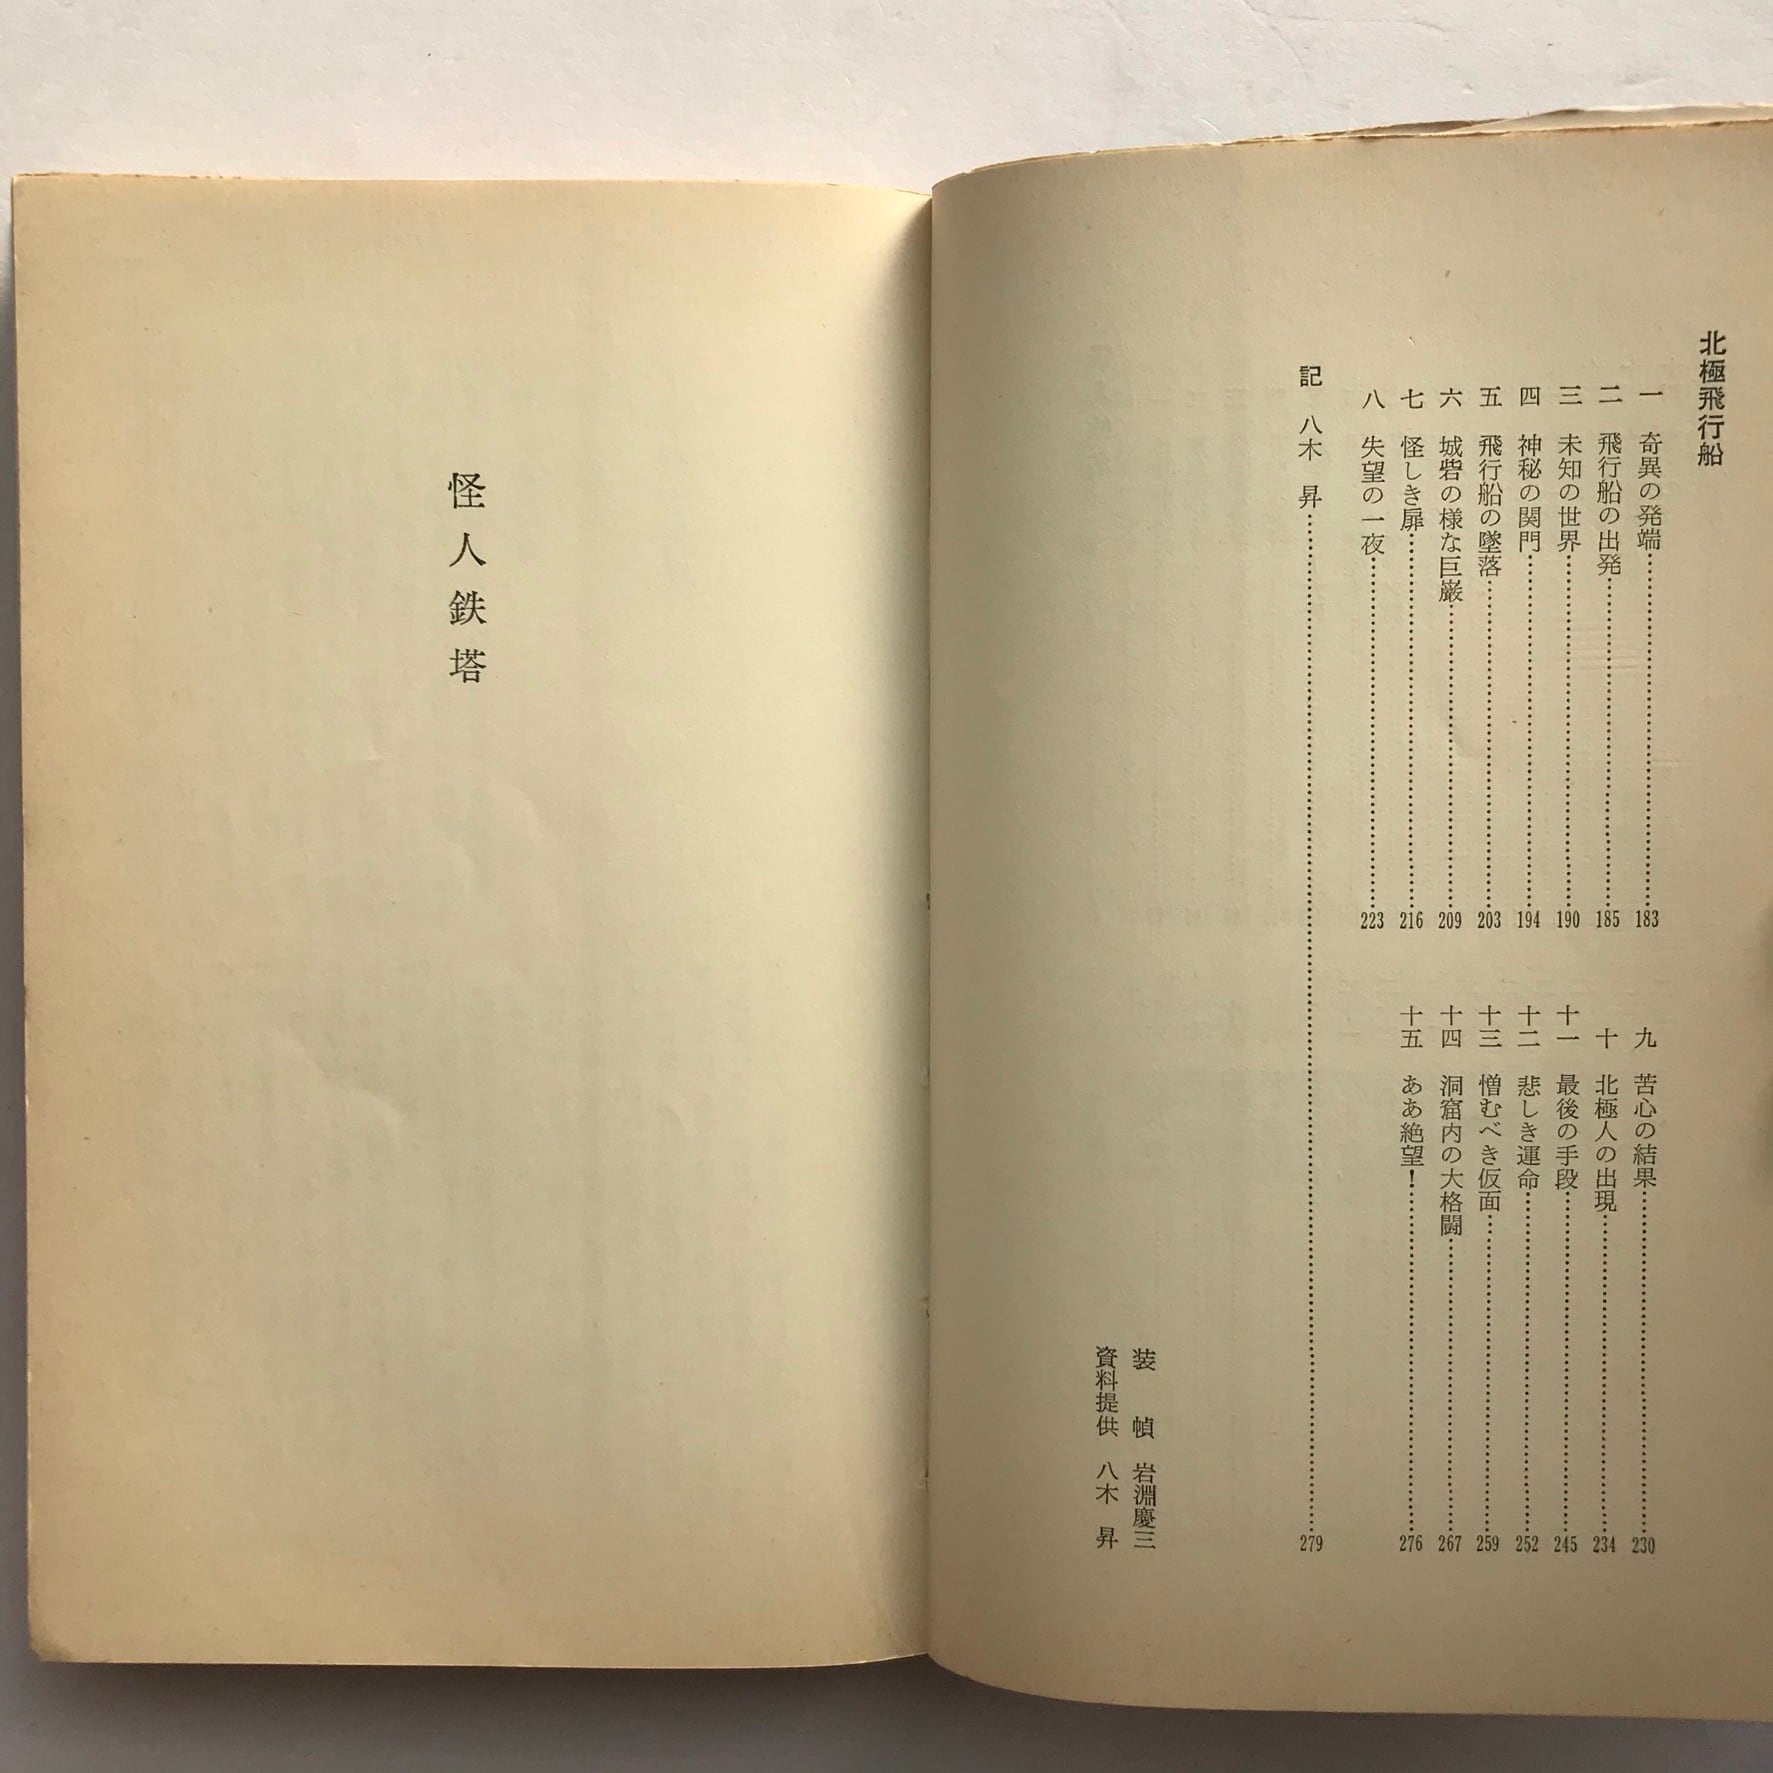 北極飛行船
一 奇異の発端……183
二 飛行船の出発……185
三 未知の世界……190
四 神秘の関門……194
五 飛行船の墜落……203
六 城砦の様な巨巌……209
七 怪しき扉……216
八 失望の一夜……223
九 苦心の結果……230
十 北極人の出現……234
十一 最後の手段……245
十二 悲しき運命……252
十三 憎むべき仮面……259
十四 洞窟内の大格闘……267
十五 ああ絶望！……276
記 八木 昇……279
装幀 岩淵慶三
資料提供 八木 昇
怪人鉄塔